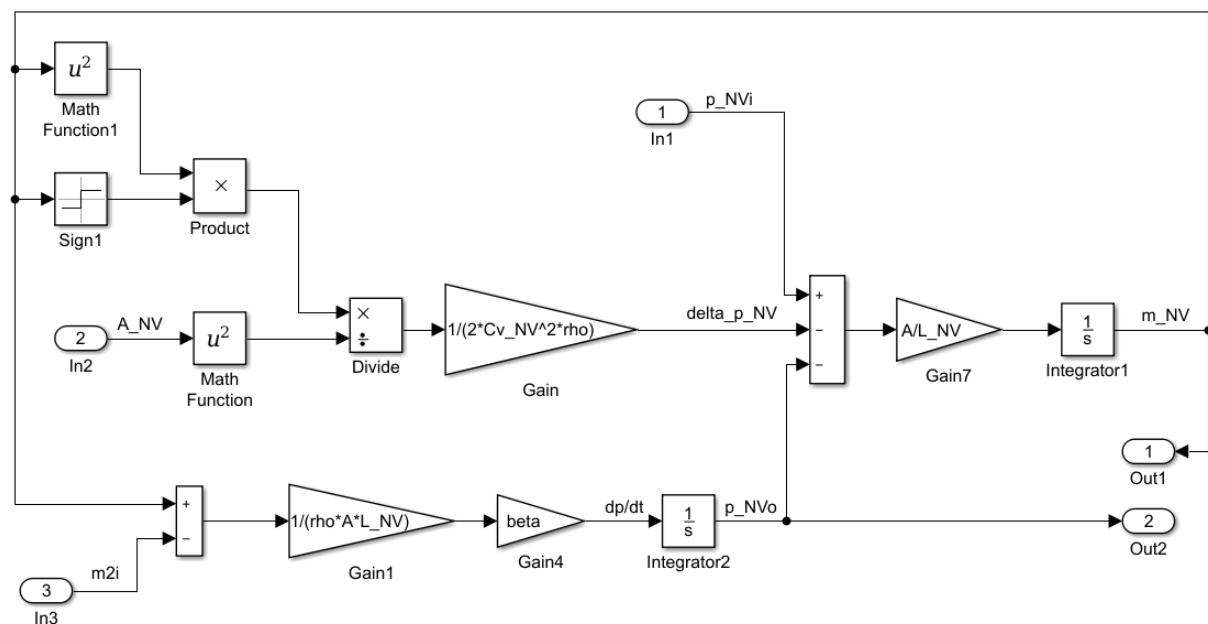 u²
Math
Function1
1
In1
p_NVi
Sign1
×
Product
2
In2
A_NV
u²
Math
Function
×
÷
Divide
1/(2*Cv_NV^2*rho)
Gain
delta_p_NV
+
−
−
A/L_NV
Gain7
1
s
Integrator1
m_NV
1
Out1
+
−
m2i
3
In3
1/(rho*A*L_NV)
Gain1
beta
Gain4
dp/dt
1
s
Integrator2
p_NVo
2
Out2